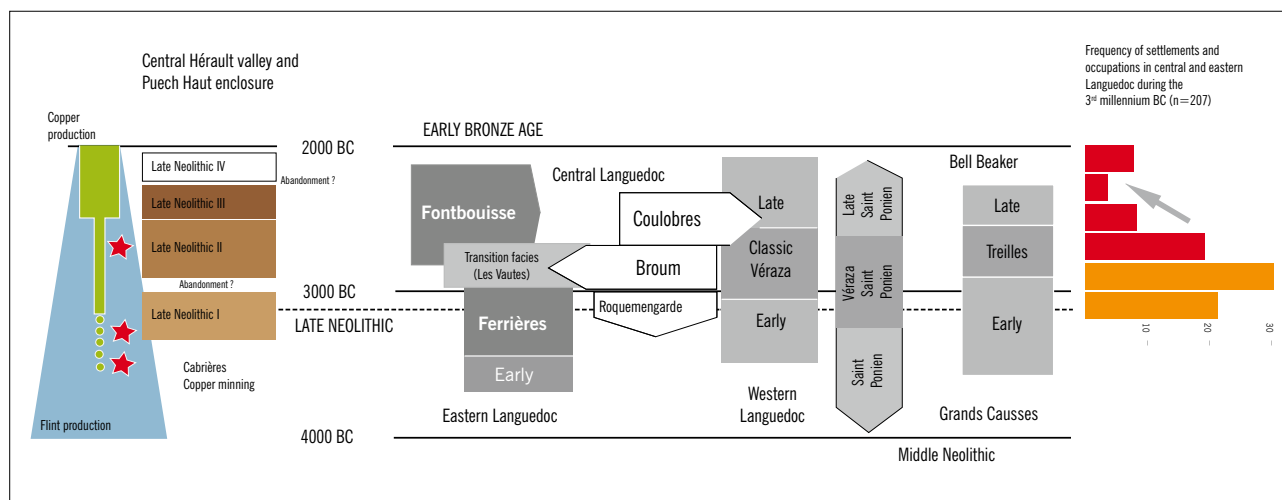 Central Hérault valley and
Puech Haut enclosure
Frequency of settlements and
occupations in central and eastern
Languedoc during the
3rd millennium BC (n=207)
Copper
production
2000 BC
EARLY BRONZE AGE
Late Neolithic IV
Abandonment ?
Late Neolithic III
Late Neolithic II
Abandonment ?
3000 BC
Late Neolithic I
LATE NEOLITHIC
Cabrières
Copper minning
Flint production
4000 BC
Central Languedoc
Fontbouisse
Coulobres
Transition facies
(Les Vautes)
Broum
Roquemengarde
Ferrières
Early
Eastern Languedoc
Late
Classic
Véraza
Early
Western
Languedoc
Late
Saint
Ponien
Véraza
Saint
Ponien
Saint
Ponien
Bell Beaker
Late
Treilles
Early
Grands Causses
Middle Neolithic
10
20
30